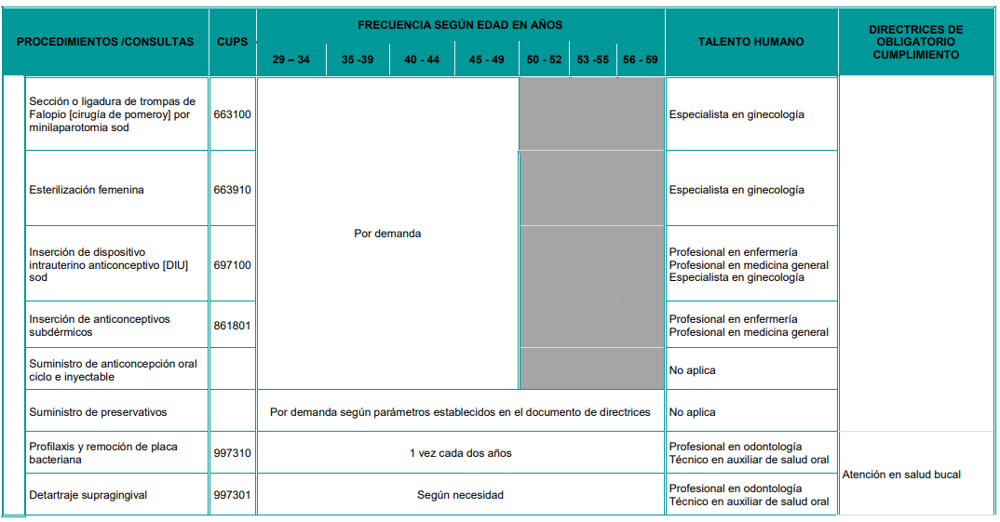 PROCEDIMIENTOS /CONSULTAS
CUPS
FRECUENCIA SEGÚN EDAD EN AÑOS
29 – 34
35 -39
40 - 44
45 - 49
50 - 52
53 -55
56 - 59
TALENTO HUMANO
DIRECTRICES DE
OBLIGATORIO
CUMPLIMIENTO
Sección o ligadura de trompas de
Falopio [cirugía de pomeroy] por
minilaparotomia sod
663100
Especialista en ginecología
Esterilización femenina
663910
Especialista en ginecología
Por demanda
Inserción de dispositivo
intrauterino anticonceptivo [DIU]
sod
697100
Profesional en enfermería
Profesional en medicina general
Especialista en ginecología
Inserción de anticonceptivos
subdérmicos
861801
Profesional en enfermería
Profesional en medicina general
Suministro de anticoncepción oral
ciclo e inyectable
No aplica
Suministro de preservativos
Por demanda según parámetros establecidos en el documento de directrices
No aplica
Profilaxis y remoción de placa
bacteriana
997310
1 vez cada dos años
Profesional en odontología
Técnico en auxiliar de salud oral
Atención en salud bucal
Detartraje supragingival
997301
Según necesidad
Profesional en odontología
Técnico en auxiliar de salud oral